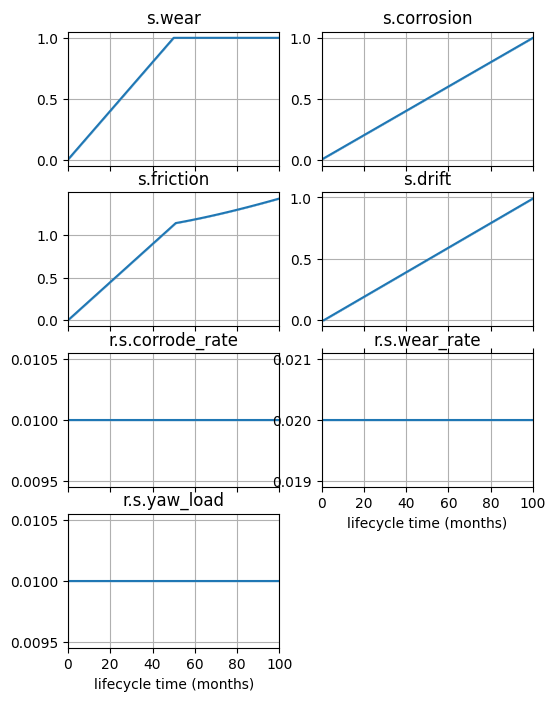 s.wear
1.0
0.5
0.0
s.corrosion
1.0
0.5
0.0
s.friction
1.0
0.5
0.0
s.drift
1.0
0.5
0.0
r.s.corrode_rate
0.0105
0.0100
0.0095
r.s.wear_rate
0.021
0.020
0.019
0 20 40 60 80 100
lifecycle time (months)
r.s.yaw_load
0.0105
0.0100
0.0095
0 20 40 60 80 100
lifecycle time (months)